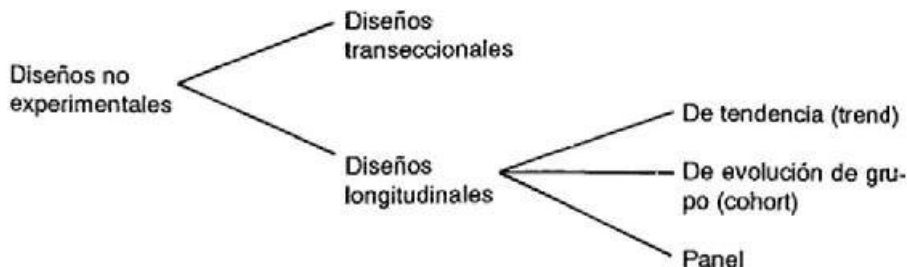 Diseños no
experimentales
Diseños
transeccionales
Diseños
longitudinales
De tendencia (trend)
De evolución de gru-
po (cohort)
Panel